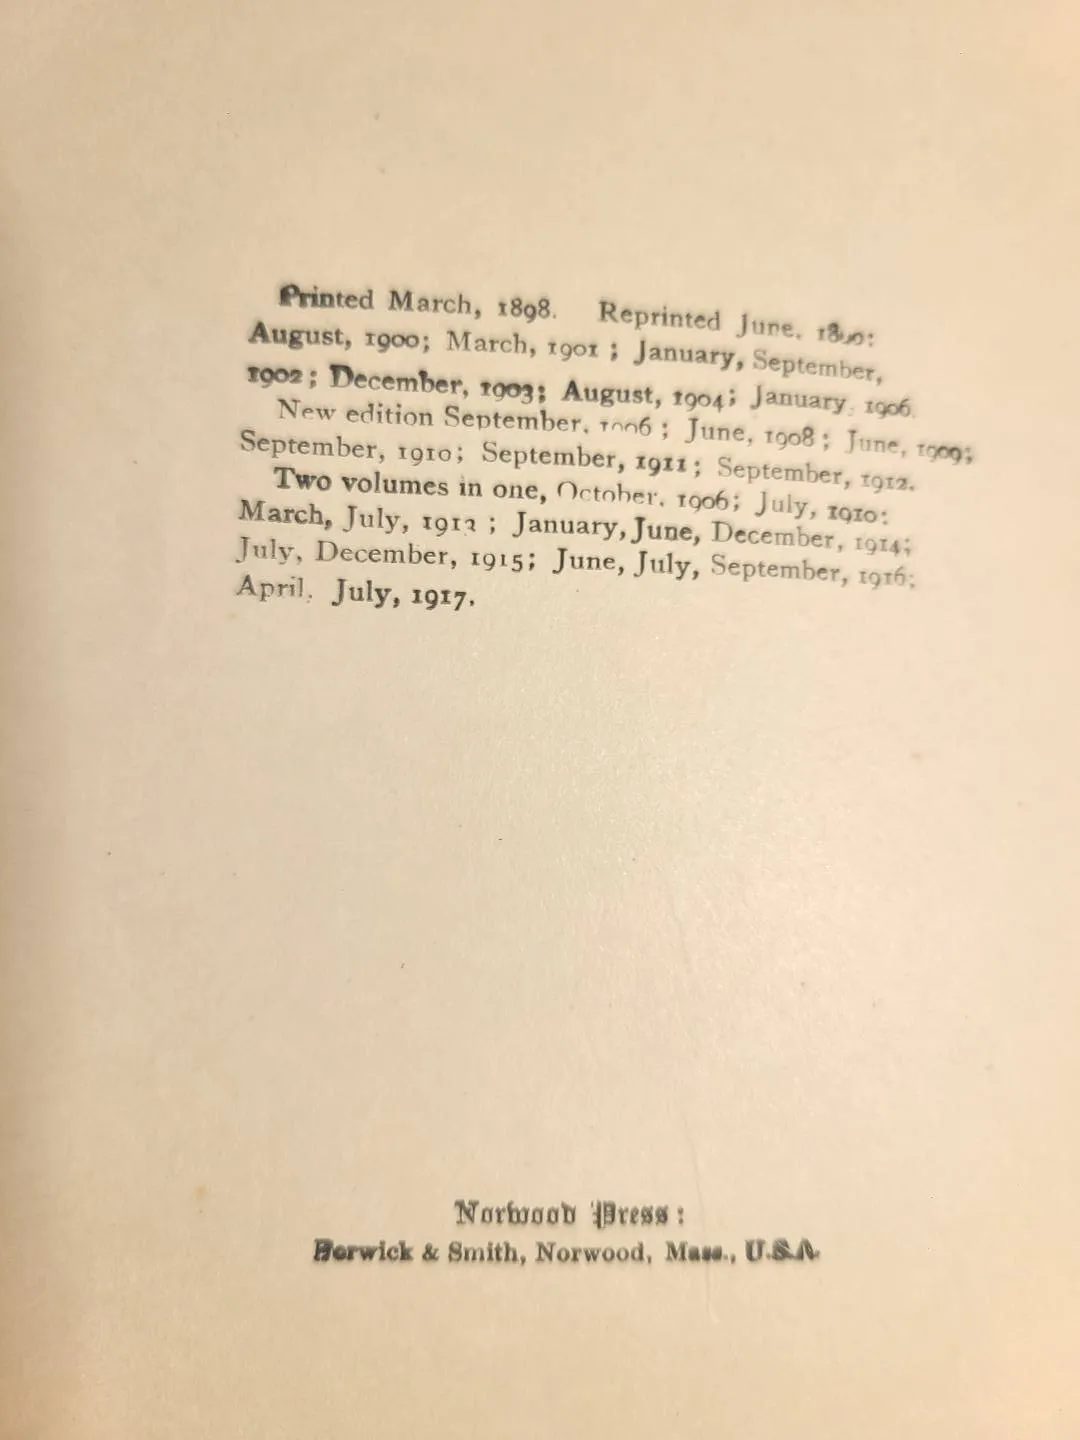 Printed March, 1898. Reprinted June,
August, 1900; March, 1901 ; January, September,
1902 ; December, 1903; August, 1904; January, 1906.
New edition September, 1906 ; June, 1908 ; June, 1909;
September, 1910; September, 1911 ; September, 1912.
Two volumes in one, October, 1906; July, 1910;
March, July, ; January, June, December, 1914;
July, December, 1915; June, July, September, 1916;
April, July, 1917.
Norwood Press:
Berwick & Smith, Norwood, Mass., U.S.A.